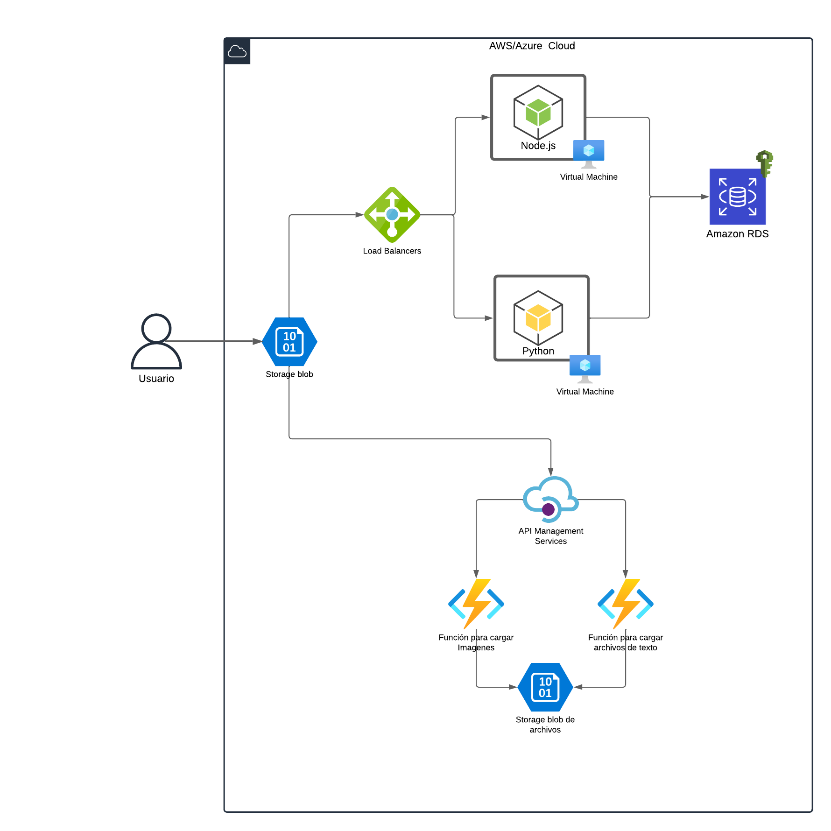 AWS/Azure Cloud
Node.js
Virtual Machine
Amazon RDS
Load Balancers
10
01
Storage blob
Usuario
Python
Virtual Machine
API Management
Services
Función para cargar
Imagenes
Función para cargar
archivos de texto
10
01
Storage blob de
archivos